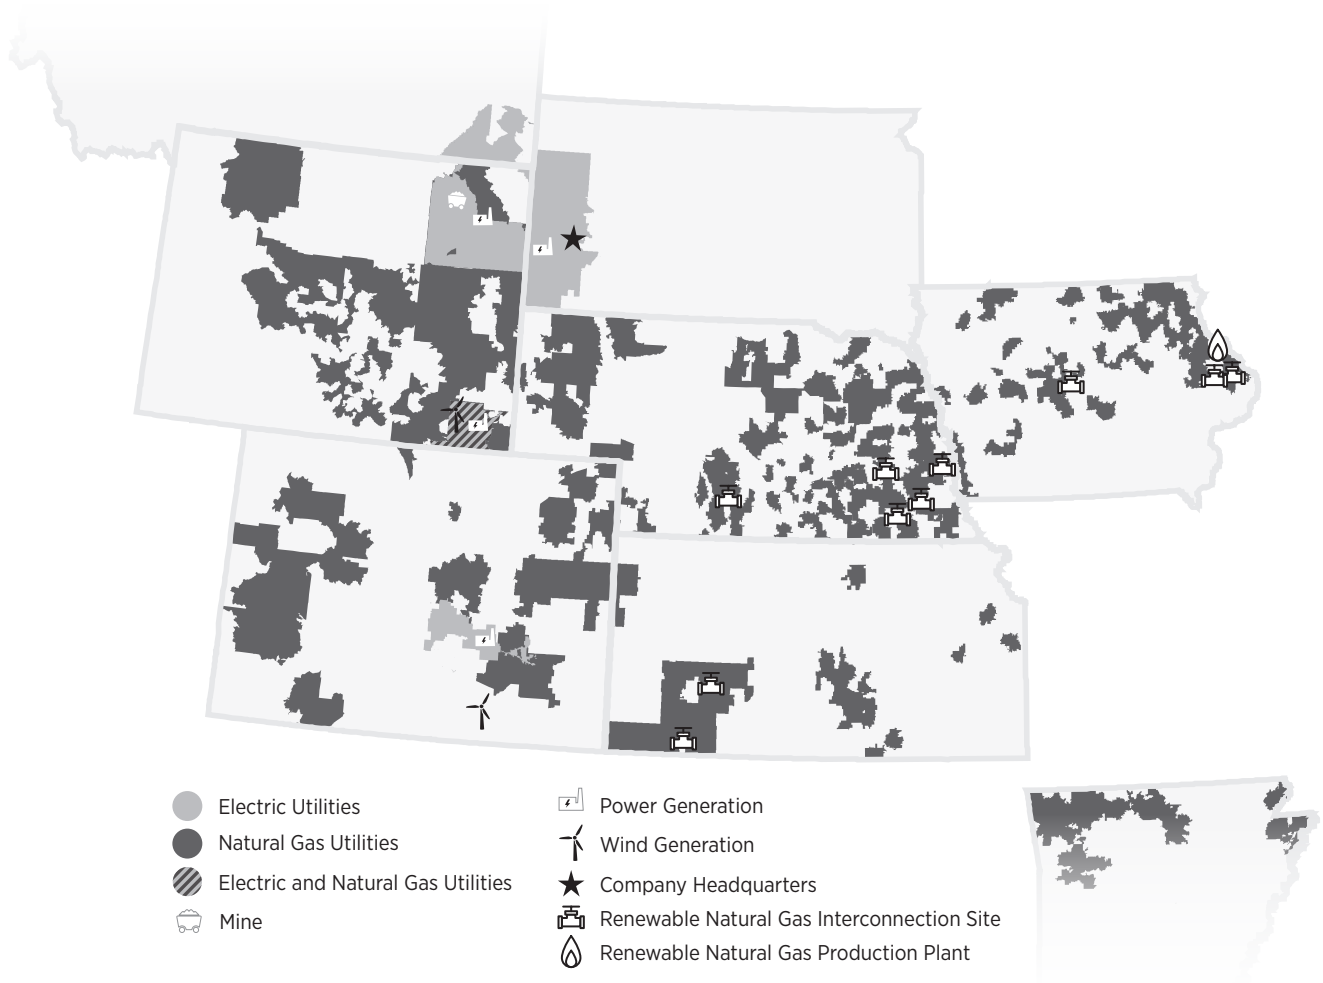 Electric Utilities
Natural Gas Utilities
Electric and Natural Gas Utilities
Mine
Power Generation
Wind Generation
Company Headquarters
Renewable Natural Gas Interconnection Site
Renewable Natural Gas Production Plant